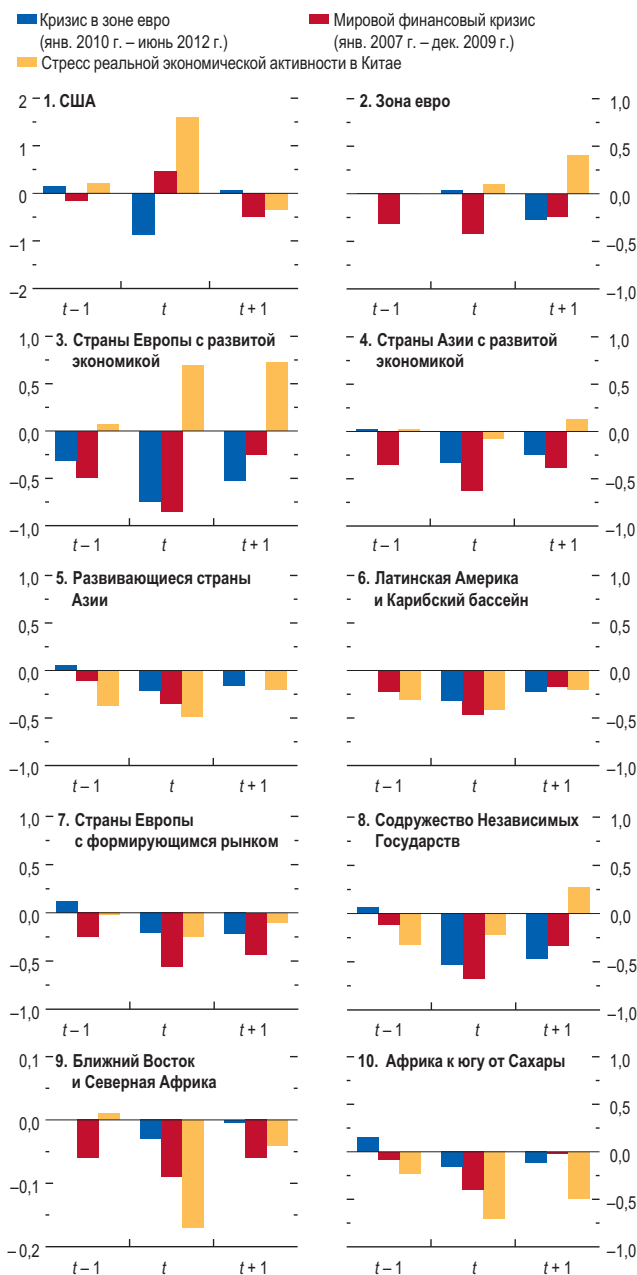 Кризис в зоне евро
(янв. 2010 г. – июнь 2012 г.)
Мировой финансовый кризис
(янв. 2007 г. – дек. 2009 г.)
Стресс реальной экономической активности в Китае
1. США
2
1
0
–1
–2
t – 1 t t + 1
2. Зона евро
1,0
0,5
0,0
–0,5
–1,0
t – 1 t t + 1
3. Страны Европы с развитой
экономикой
1,0
0,5
0,0
–0,5
–1,0
t – 1 t t + 1
4. Страны Азии с развитой
экономикой
1,0
0,5
0,0
–0,5
–1,0
t – 1 t t + 1
5. Развивающиеся страны
Азии
1,0
0,5
0,0
–0,5
–1,0
t – 1 t t + 1
6. Латинская Америка
и Карибский бассейн
1,0
0,5
0,0
–0,5
–1,0
t – 1 t t + 1
7. Страны Европы
с формирующимся рынком
1,0
0,5
0,0
–0,5
–1,0
t – 1 t t + 1
8. Содружество Независимых
Государств
1,0
0,5
0,0
–0,5
–1,0
t – 1 t t + 1
9. Ближний Восток
и Северная Африка
0,1
0,0
–0,1
–0,2
t – 1 t t + 1
10. Африка к югу от Сахары
1,0
0,5
0,0
–0,5
–1,0
t – 1 t t + 1